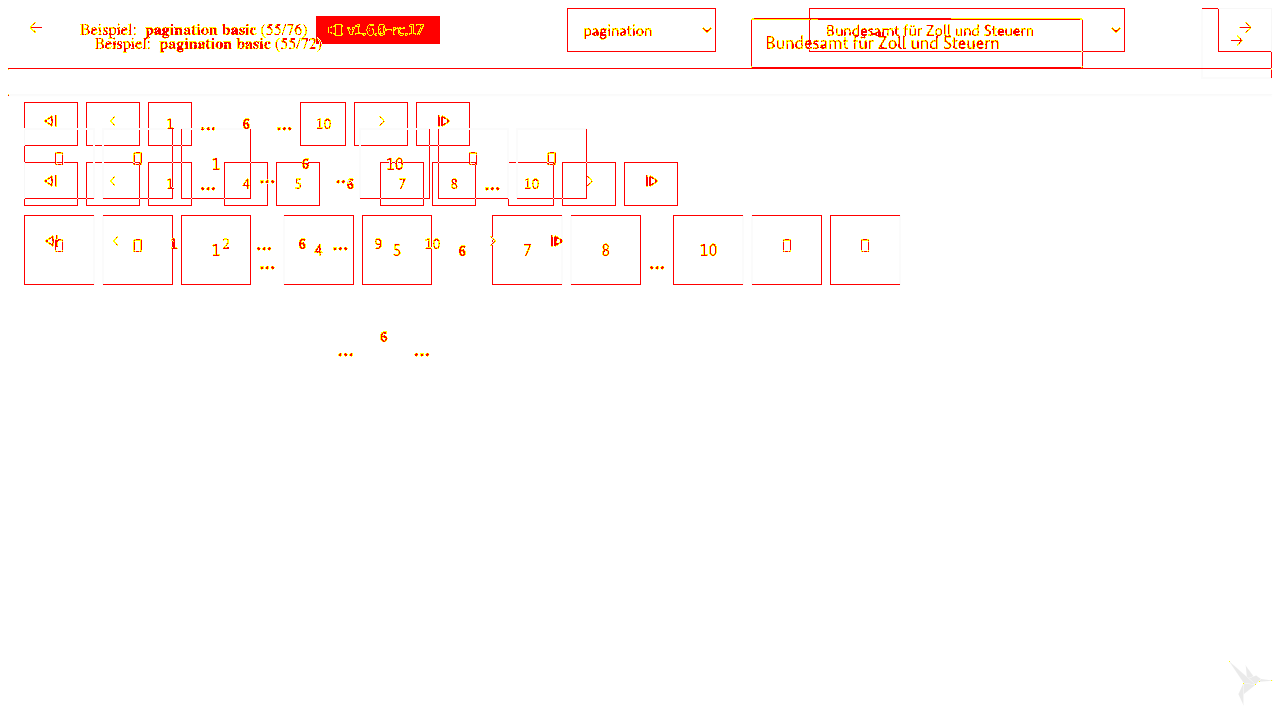 ← Beispiel: pagination basic (55/76) v1.6.0-rc.17 pagination Bundesamt für Zoll und Steuern →
Beispiel: pagination basic (55/72) Bundesamt für Zoll und Steuern →
1 ... 6 ... 10
1 ... 6 ... 10
1 ... 4 5 6 7 8 ... 10
1 2 ... 6 ... 9 10
1 ... 4 5 6 7 8 ... 10
6
... ...